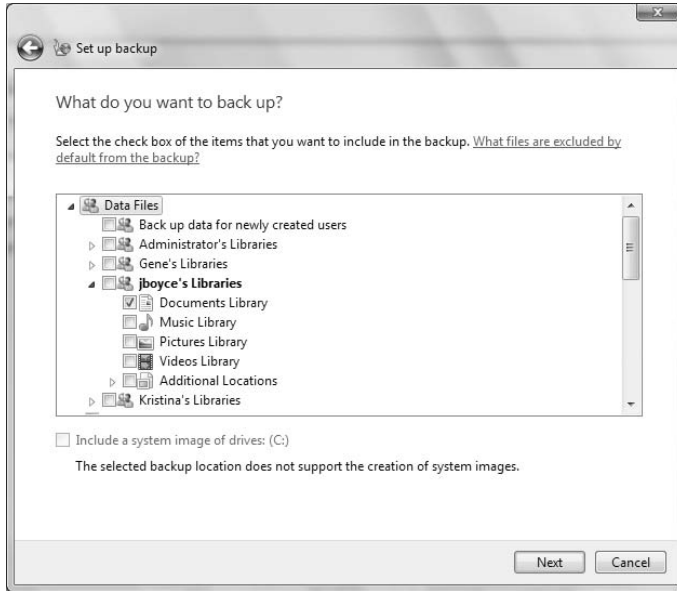 Set up backup
What do you want to back up?
Select the check box of the items that you want to include in the backup. What files are excluded by
default from the backup?
Data Files
Back up data for newly created users
Administrator's Libraries
Gene's Libraries
jboyce's Libraries
Documents Library
Music Library
Pictures Library
Videos Library
Additional Locations
Kristina's Libraries
Include a system image of drives: (C:)
The selected backup location does not support the creation of system images.
Next Cancel